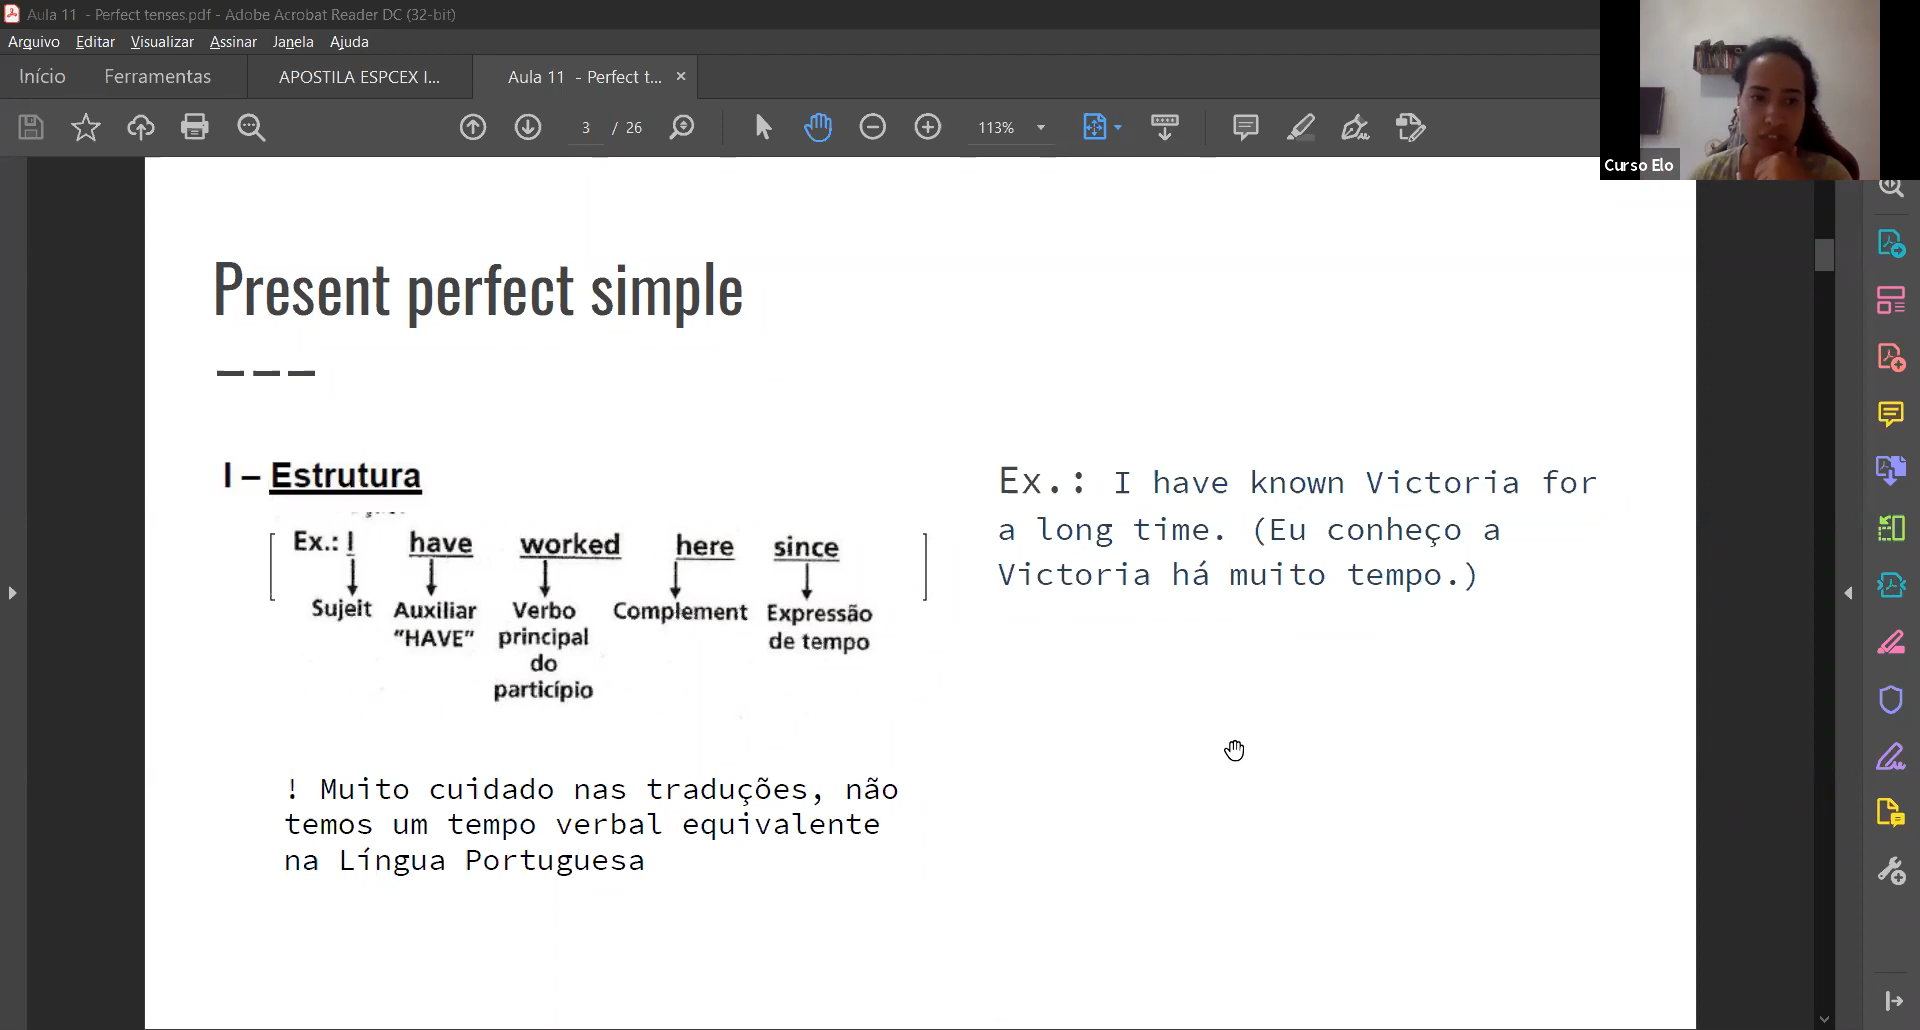 Aula 11 - Perfect tenses.pdf - Adobe Acrobat Reader DC (32-bit)
Arquivo Editar Visualizar Assinar Janela Ajuda
Início Ferramentas APOSTILA ESPCEX I... Aula 11 - Perfect t... ×
3 / 26 113%
Curso Elo
Present perfect simple
I – Estrutura
Ex.: I have worked here since
Sujeit Auxiliar Verbo Complement Expressão
"HAVE" principal de tempo
do
particípio
Ex.: I have known Victoria for
a long time. (Eu conheço a
Victoria há muito tempo.)
! Muito cuidado nas traduções, não
temos um tempo verbal equivalente
na Língua Portuguesa